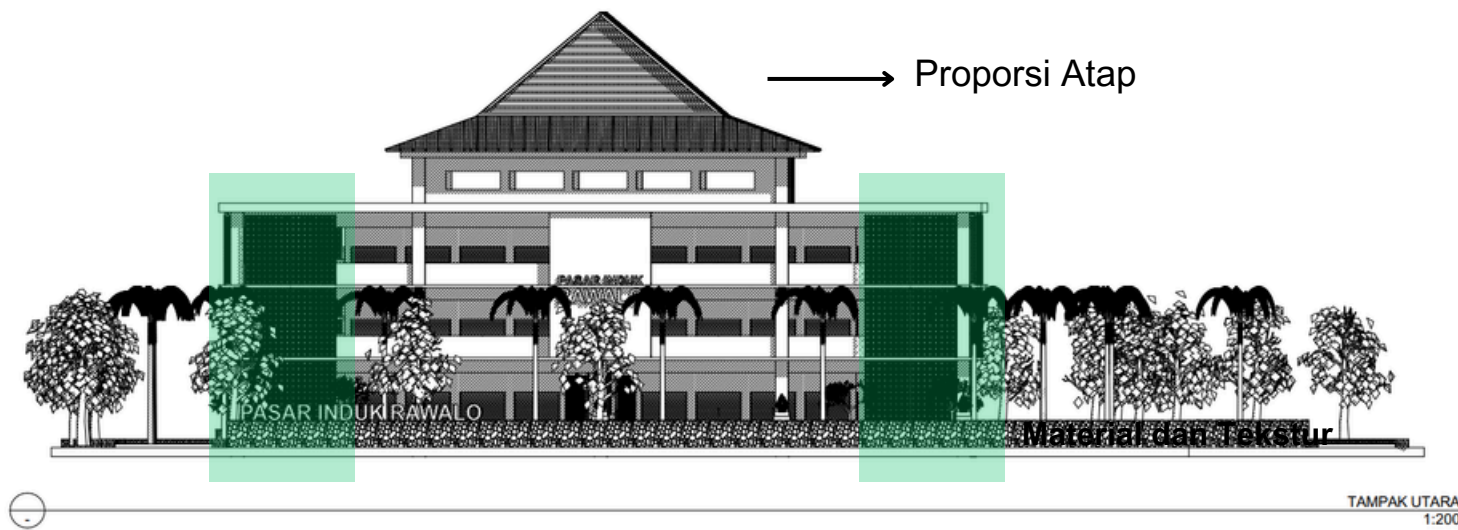 Proporsi Atap
PASAR INDUK
RAWALO
PASAR INDUK RAWALO
Material dan Tekstur
TAMPAK UTARA
1:200